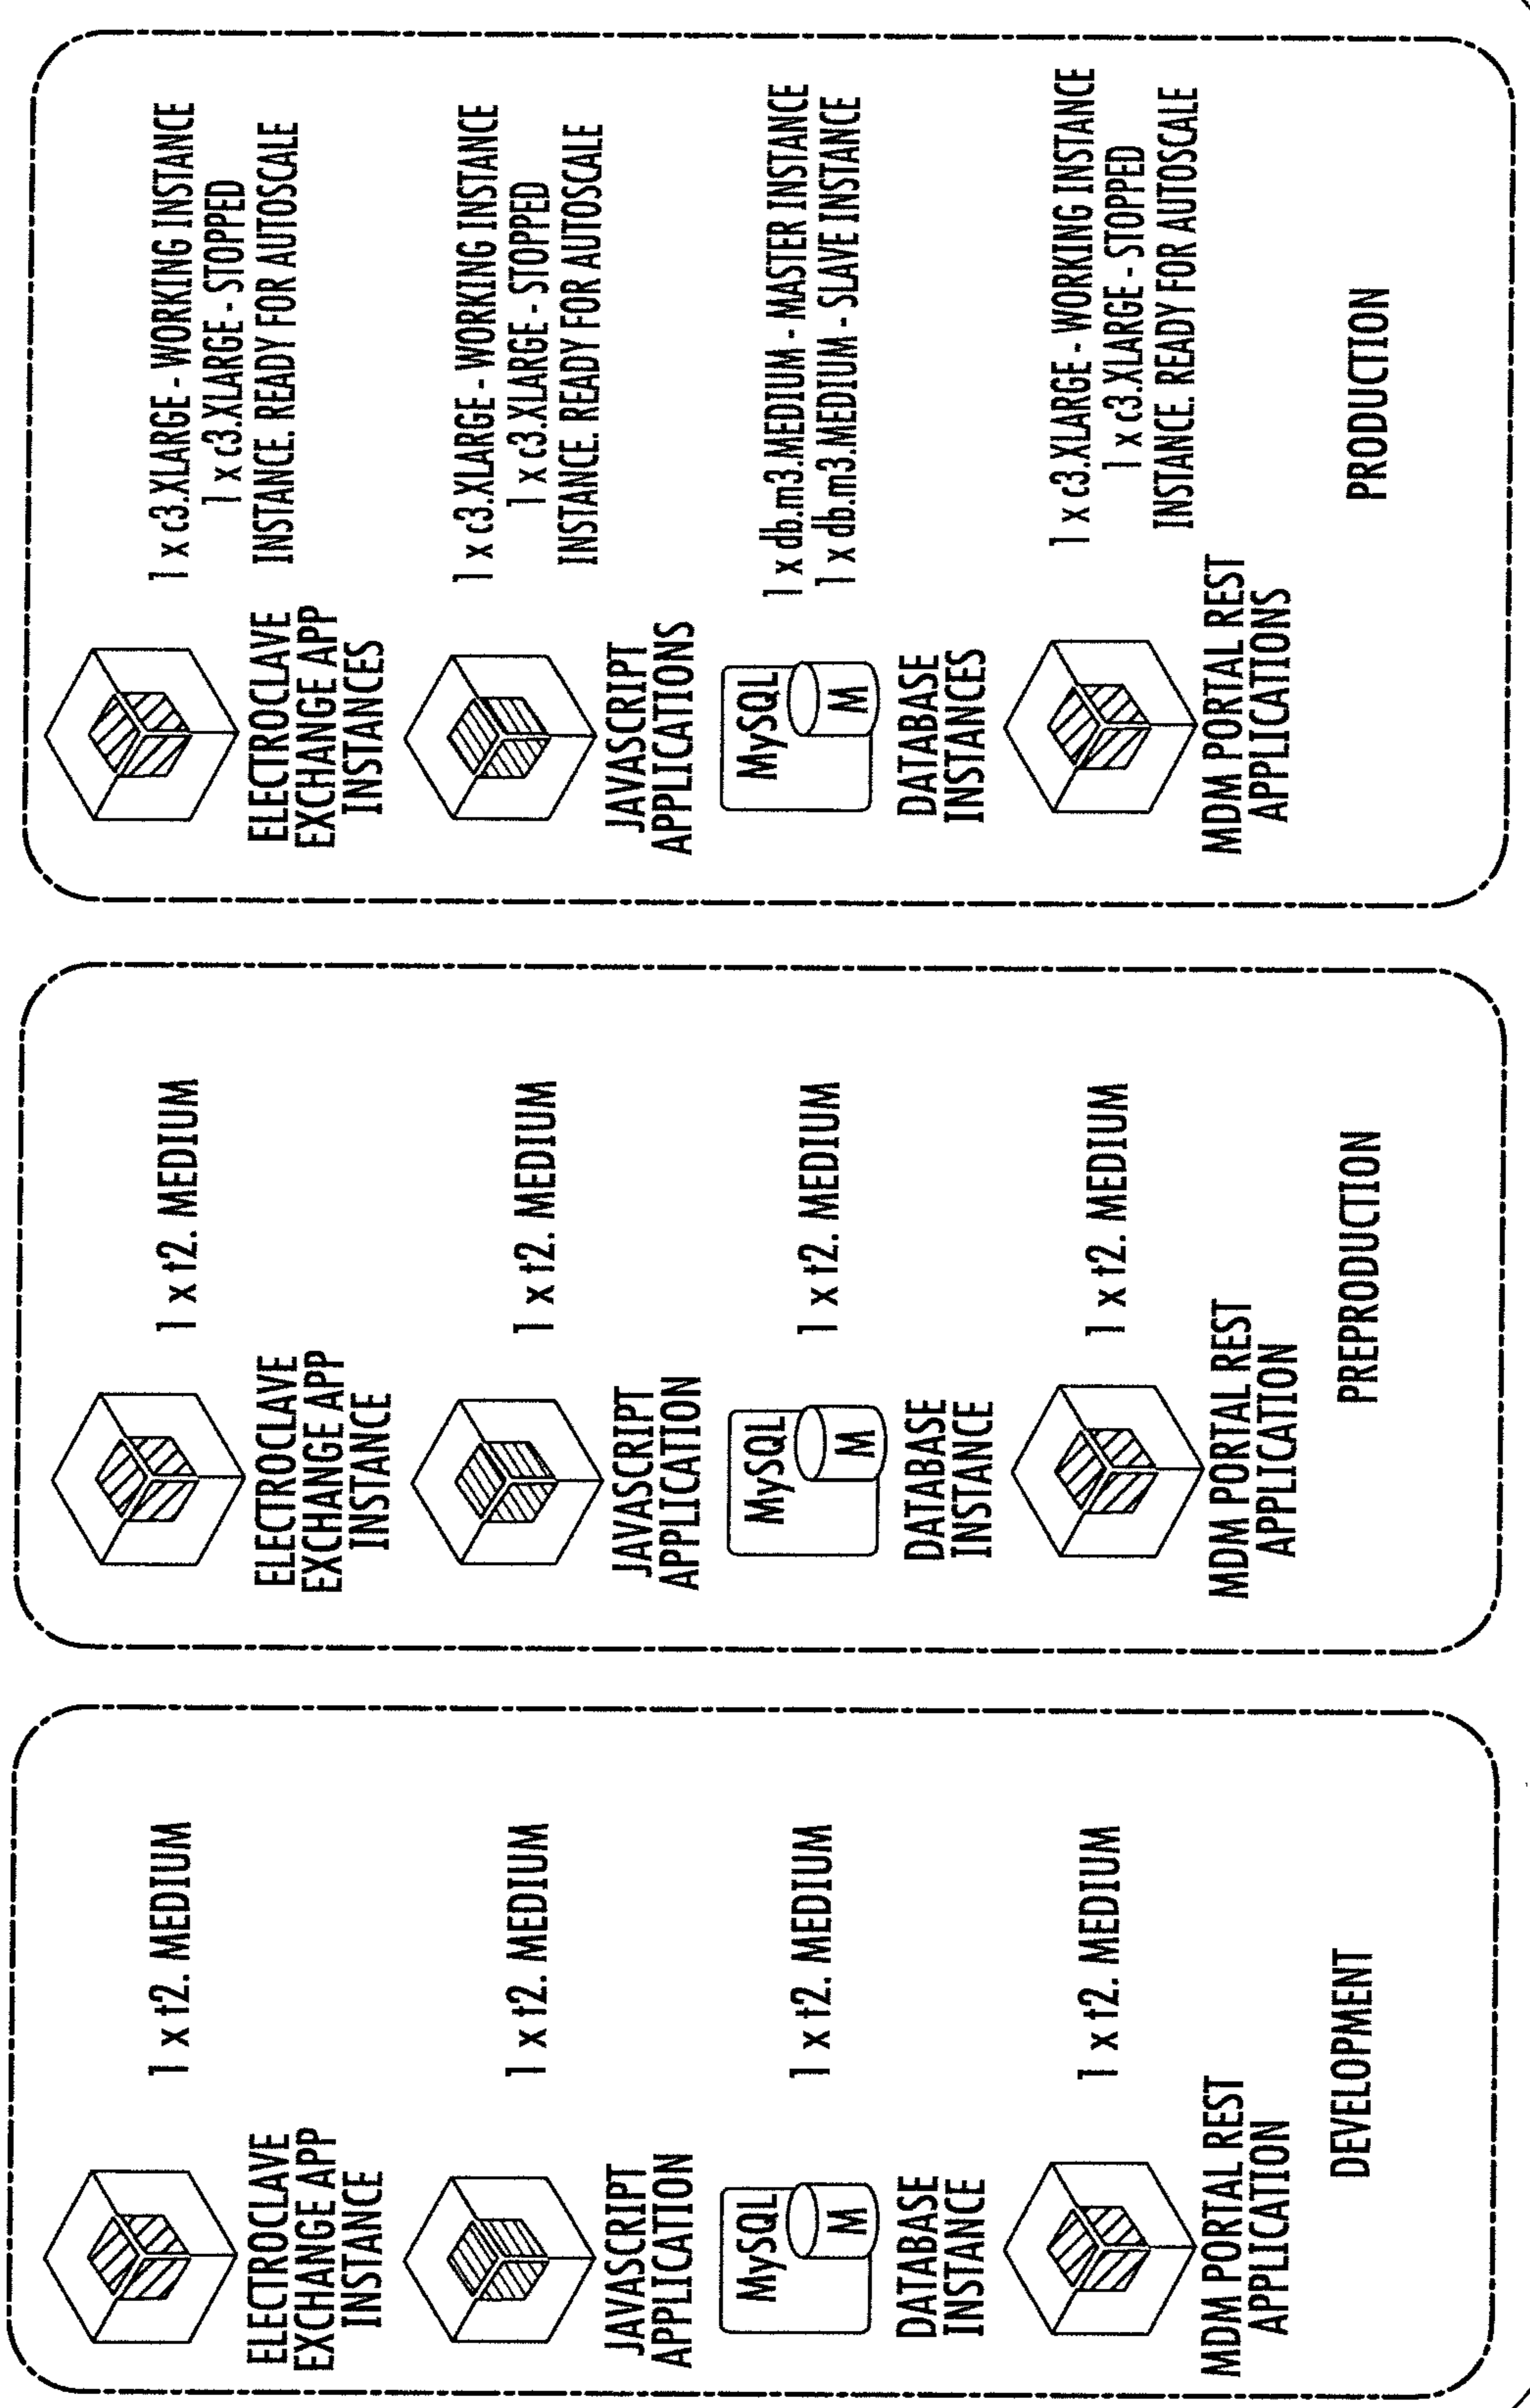 ELECTROCLAVE
EXCHANGE APP
INSTANCE
1 x t2. MEDIUM
JAVASCRIPT
APPLICATION
1 x t2. MEDIUM
MySQL
M
DATABASE
INSTANCE
1 x t2. MEDIUM
MDM PORTAL REST
APPLICATION
1 x t2. MEDIUM
DEVELOPMENT
ELECTROCLAVE
EXCHANGE APP
INSTANCE
1 x t2. MEDIUM
JAVASCRIPT
APPLICATION
1 x t2. MEDIUM
MySQL
M
DATABASE
INSTANCE
1 x t2. MEDIUM
MDM PORTAL REST
APPLICATION
1 x t2. MEDIUM
PREPRODUCTION
ELECTROCLAVE
EXCHANGE APP
INSTANCES
1 x c3.XLARGE - WORKING INSTANCE
1 x c3.XLARGE - STOPPED
INSTANCE. READY FOR AUTOSCALE
JAVASCRIPT
APPLICATIONS
1 x c3.XLARGE - WORKING INSTANCE
1 x c3.XLARGE - STOPPED
INSTANCE. READY FOR AUTOSCALE
MySQL
M
DATABASE
INSTANCES
1 x db.m3.MEDIUM - MASTER INSTANCE
1 x db.m3.MEDIUM - SLAVE INSTANCE
MDM PORTAL REST
APPLICATIONS
1 x c3.XLARGE - WORKING INSTANCE
1 x c3.XLARGE - STOPPED
INSTANCE. READY FOR AUTOSCALE
PRODUCTION